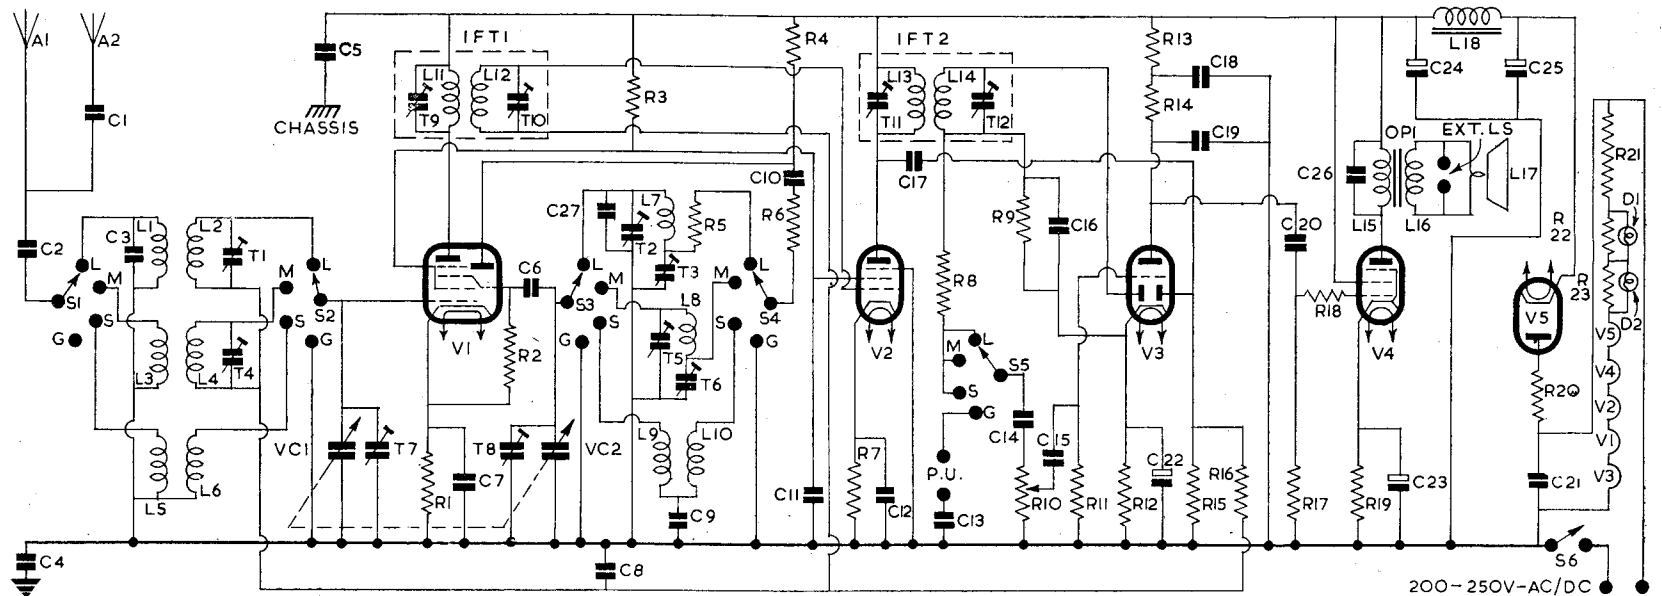 A1 A2 C5 IFT1 R4 IFT2 R13 L18
L11 L12 L13 L14 C18 C24 C25
C1 T9 T10 R3 T11 T12 R14
CHASSIS C19 OP1 EXT.LS R21
C10 C17 C26 L17 D1
C27 L7 R5 R6 R9 C16 C20 L15 L16 R22
C2 C3 L1 L2 T1 T2 C6
L M S1 L M S2 L M T3 L M S4 R8 R18 R23 D2
S G S G V1 R2 S3 S G L8 T5 T6 S G V2 V3 V4 V5 V5
L3 L4 T4 M L S5 S G V4
R20 V2
VC1 T7 T8 VC2 L9 L10 C14 C15 V1
L5 L6 R1 C7 C11 R7 C12 P.U. R10 R11 R12 C22 R15 R16 R17 R19 C23 C21 V3
C9 C13
C4 C8 S6
200-250V-AC/DC